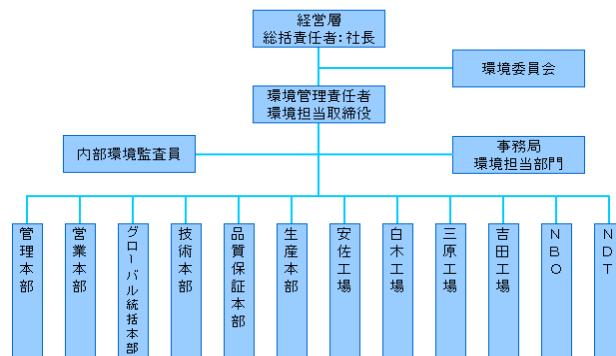 経営層
総括責任者:社長
環境委員会
環境管理責任者
環境担当取締役
内部環境監査員
事務局
環境担当部門
管理本部
営業本部
グローバル統括本部
技術本部
品質保証本部
生産本部
安佐工場
白木工場
三原工場
吉田工場
NBO
NDT